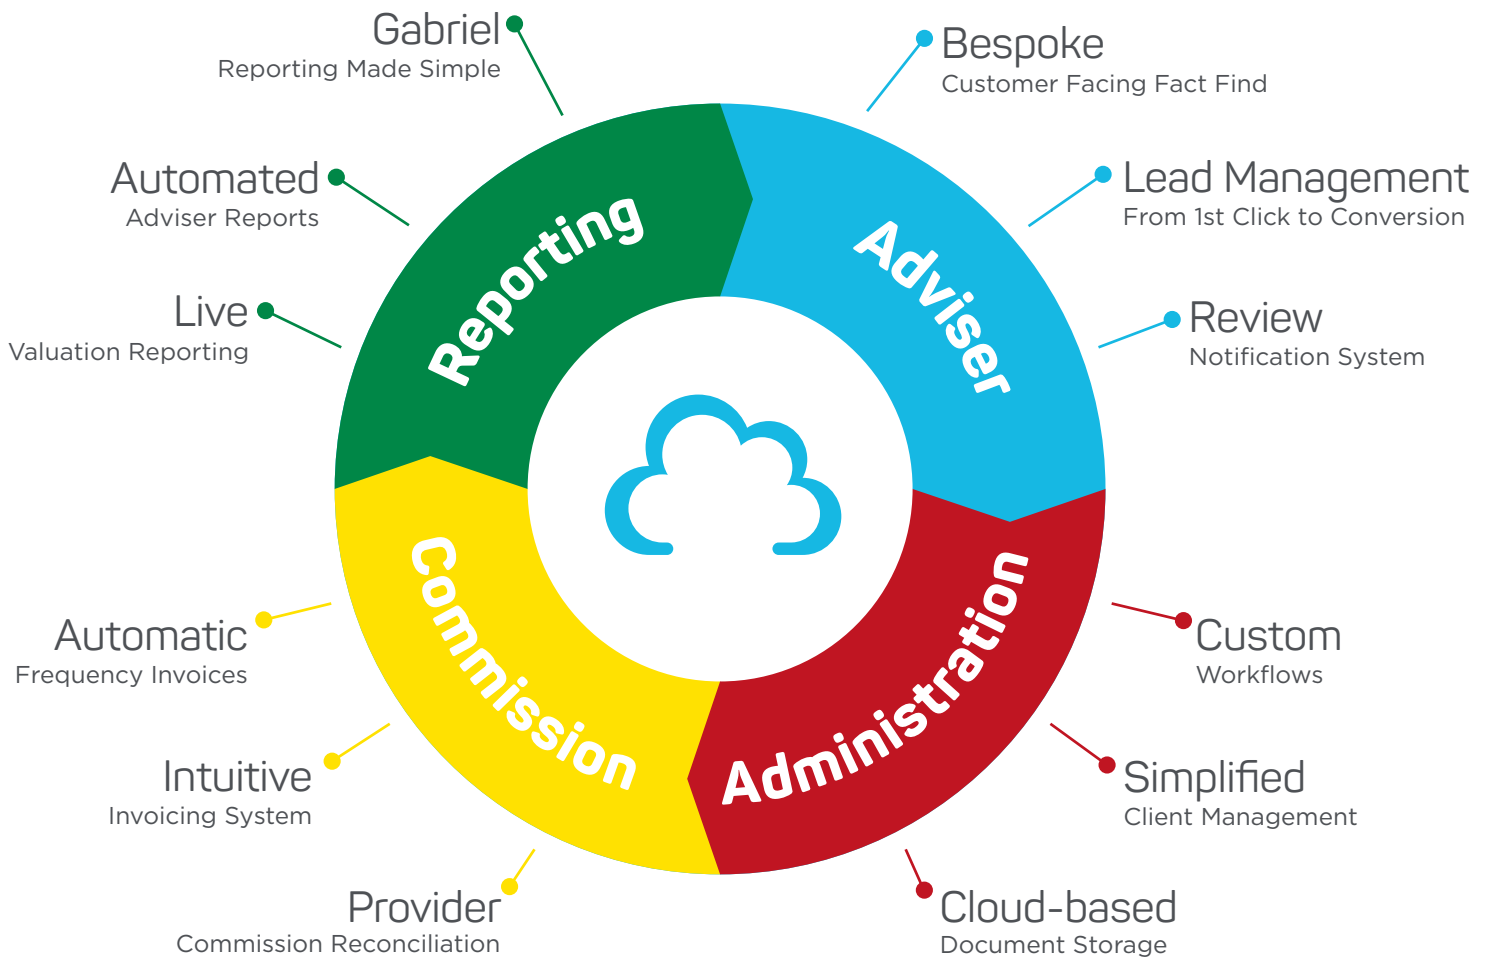 Gabriel
Reporting Made Simple
Automated
Adviser Reports
Live
Valuation Reporting
Bespoke
Customer Facing Fact Find
Lead Management
From 1st Click to Conversion
Review
Notification System
Reporting
Adviser
Commission
Administration
Automatic
Frequency Invoices
Intuitive
Invoicing System
Provider
Commission Reconciliation
Custom
Workflows
Simplified
Client Management
Cloud-based
Document Storage